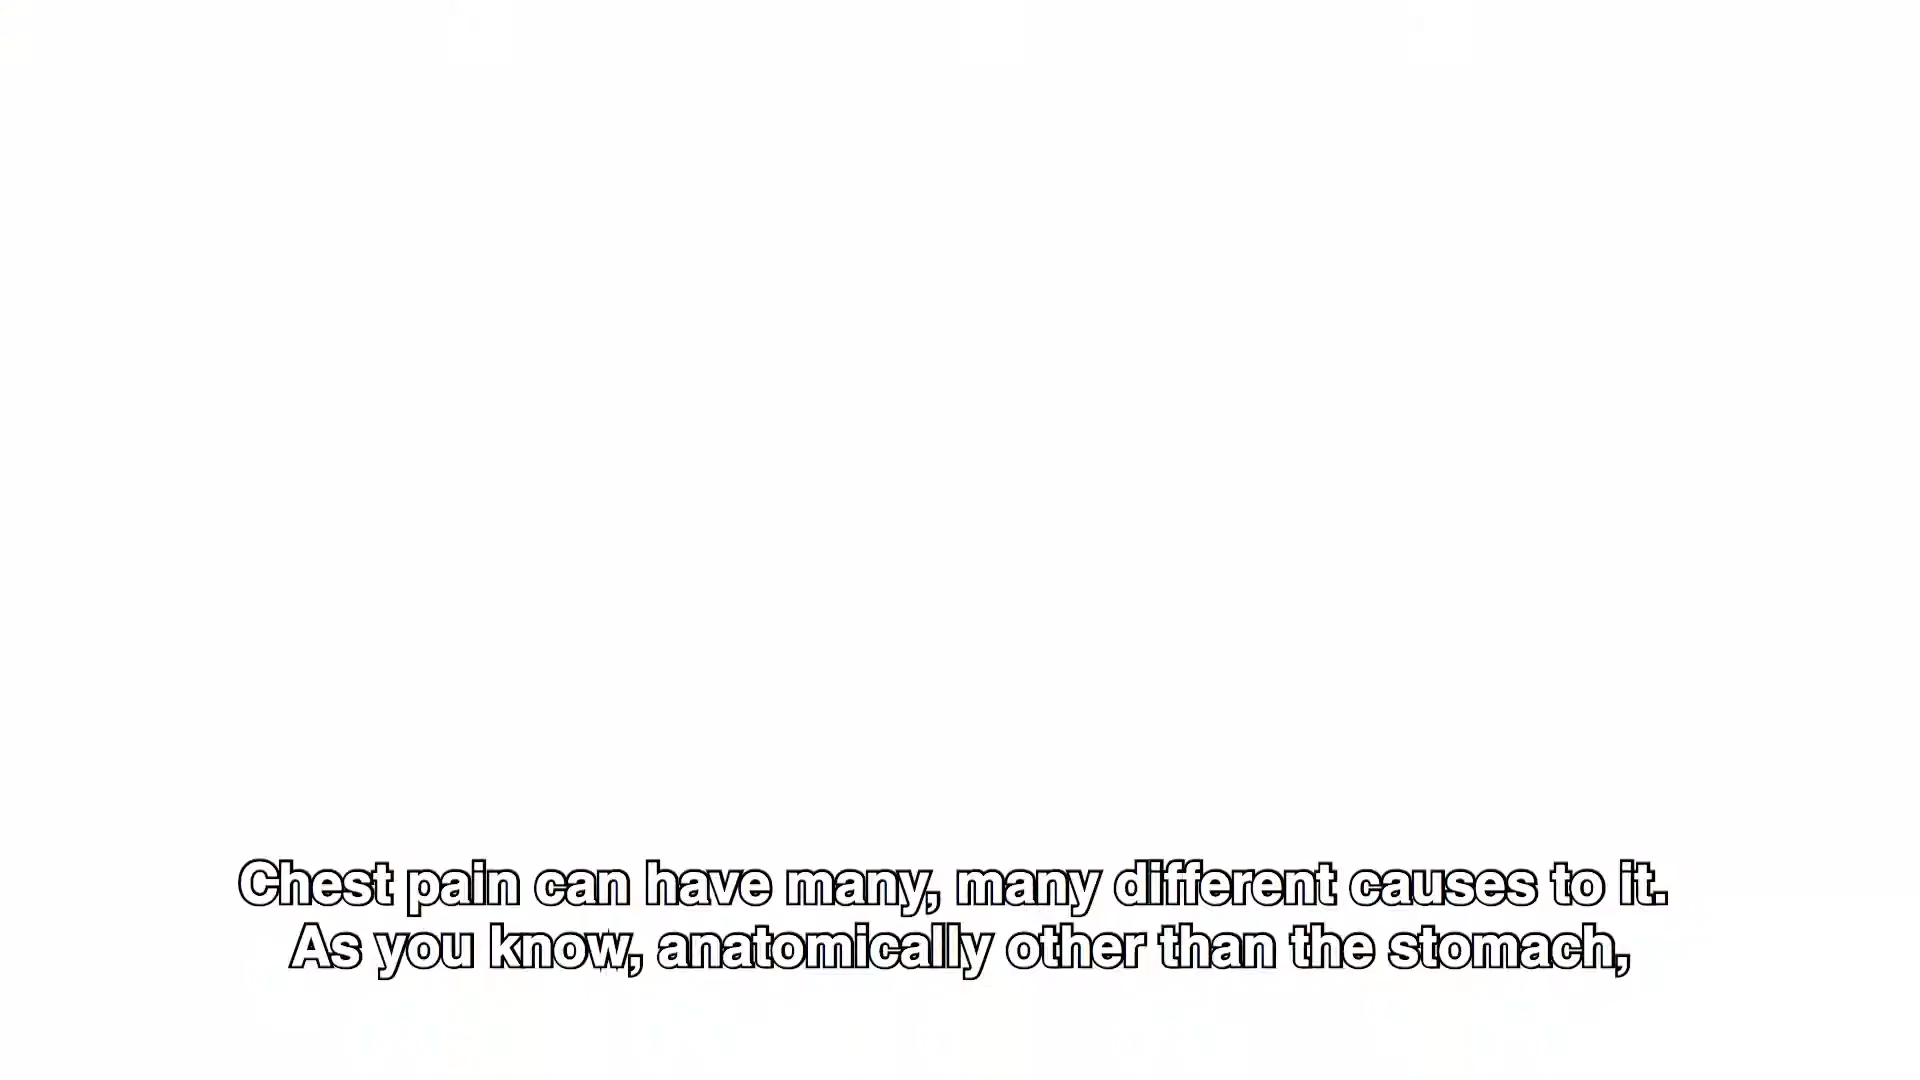 Chest pain can have many, many different causes to it.
As you know, anatomically other than the stomach,